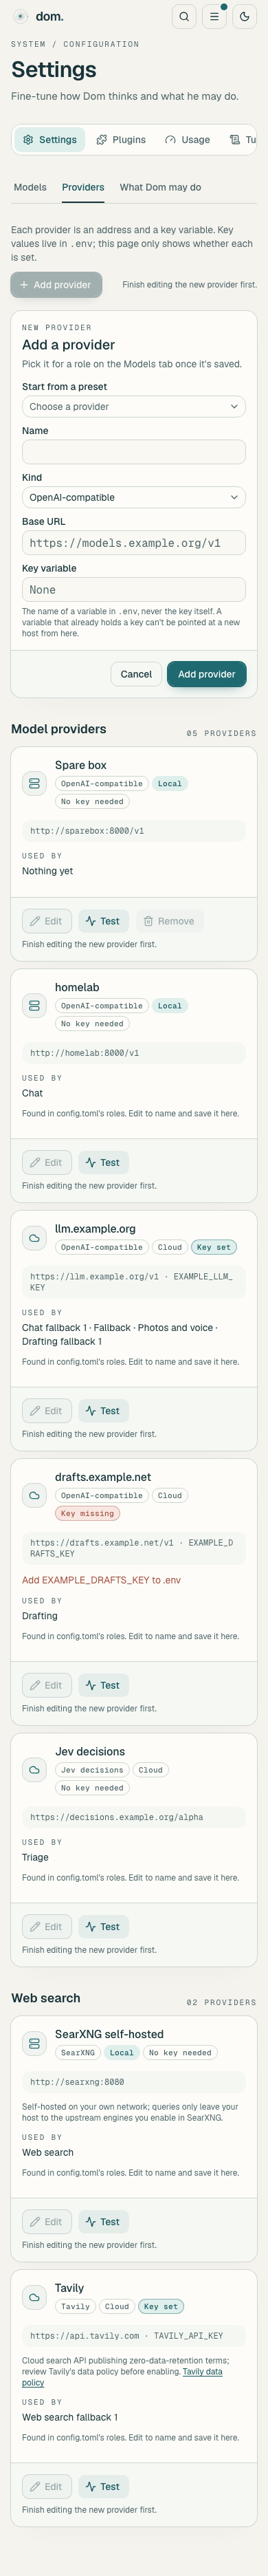 dom.
SYSTEM / CONFIGURATION
Settings
Fine-tune how Dom thinks and what he may do.
Settings Plugins Usage Tu
Models Providers What Dom may do
Each provider is an address and a key variable. Key
values live in .env; this page only shows whether each
is set.
+ Add provider Finish editing the new provider first.
NEW PROVIDER
Add a provider
Pick it for a role on the Models tab once it's saved.
Start from a preset
Choose a provider
Name
Kind
OpenAI-compatible
Base URL
https://models.example.org/v1
Key variable
None
The name of a variable in .env, never the key itself. A
variable that already holds a key can't be pointed at a new
host from here.
Cancel Add provider
Model providers 05 PROVIDERS
Spare box
OpenAI-compatible Local
No key needed
http://sparebox:8000/v1
USED BY
Nothing yet
Edit Test Remove
Finish editing the new provider first.
homelab
OpenAI-compatible Local
No key needed
http://homelab:8000/v1
USED BY
Chat
Found in config.toml's roles. Edit to name and save it here.
Edit Test
Finish editing the new provider first.
llm.example.org
OpenAI-compatible Cloud Key set
https://llm.example.org/v1 · EXAMPLE_LLM_
KEY
USED BY
Chat fallback 1 · Fallback · Photos and voice ·
Drafting fallback 1
Found in config.toml's roles. Edit to name and save it here.
Edit Test
Finish editing the new provider first.
drafts.example.net
OpenAI-compatible Cloud
Key missing
https://drafts.example.net/v1 · EXAMPLE_D
RAFTS_KEY
Add EXAMPLE_DRAFTS_KEY to .env
USED BY
Drafting
Found in config.toml's roles. Edit to name and save it here.
Edit Test
Finish editing the new provider first.
Jev decisions
Jev decisions Cloud
No key needed
https://decisions.example.org/alpha
USED BY
Triage
Found in config.toml's roles. Edit to name and save it here.
Edit Test
Finish editing the new provider first.
Web search 02 PROVIDERS
SearXNG self-hosted
SearXNG Local No key needed
http://searxng:8080
Self-hosted on your own network; queries only leave your
host to the upstream engines you enable in SearXNG.
USED BY
Web search
Found in config.toml's roles. Edit to name and save it here.
Edit Test
Finish editing the new provider first.
Tavily
Tavily Cloud Key set
https://api.tavily.com · TAVILY_API_KEY
Cloud search API publishing zero-data-retention terms;
review Tavily's data policy before enabling. Tavily data
policy
USED BY
Web search fallback 1
Found in config.toml's roles. Edit to name and save it here.
Edit Test
Finish editing the new provider first.